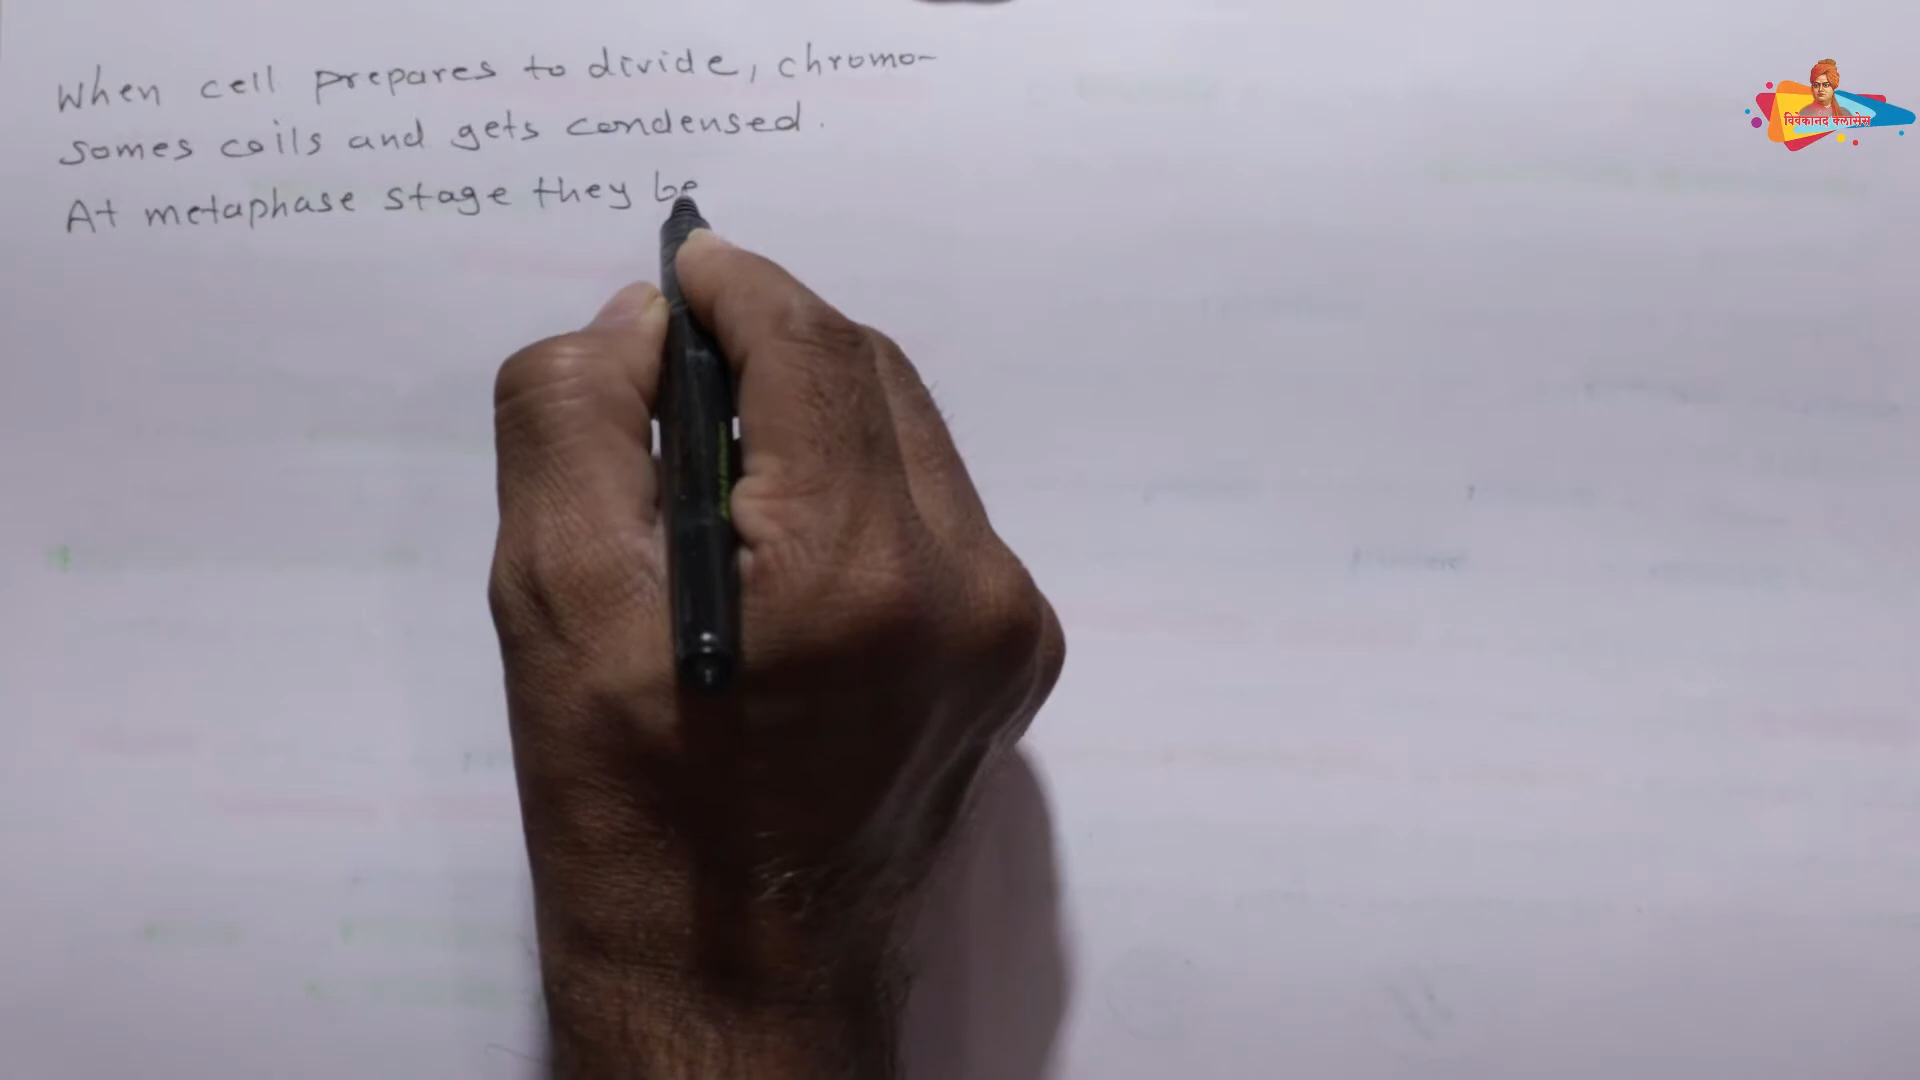 When cell prepares to divide, chromo-
somes coils and gets condensed.
At metaphase stage they be
विवेकानंद क्लासेस